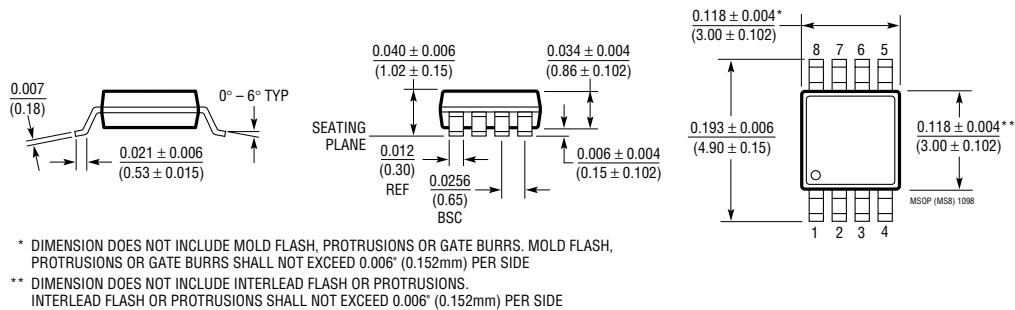 0.007
(0.18)
0° – 6° TYP
0.021 ± 0.006
(0.53 ± 0.015)
0.040 ± 0.006
(1.02 ± 0.15)
0.034 ± 0.004
(0.86 ± 0.102)
SEATING
PLANE
0.012
(0.30)
REF
0.0256
(0.65)
BSC
0.006 ± 0.004
(0.15 ± 0.102)
0.118 ± 0.004*
(3.00 ± 0.102)
8 7 6 5
0.193 ± 0.006
(4.90 ± 0.15)
0.118 ± 0.004**
(3.00 ± 0.102)
MSOP (MS8) 1098
1 2 3 4
* DIMENSION DOES NOT INCLUDE MOLD FLASH, PROTRUSIONS OR GATE BURRS. MOLD FLASH,
PROTRUSIONS OR GATE BURRS SHALL NOT EXCEED 0.006" (0.152mm) PER SIDE
** DIMENSION DOES NOT INCLUDE INTERLEAD FLASH OR PROTRUSIONS.
INTERLEAD FLASH OR PROTRUSIONS SHALL NOT EXCEED 0.006" (0.152mm) PER SIDE